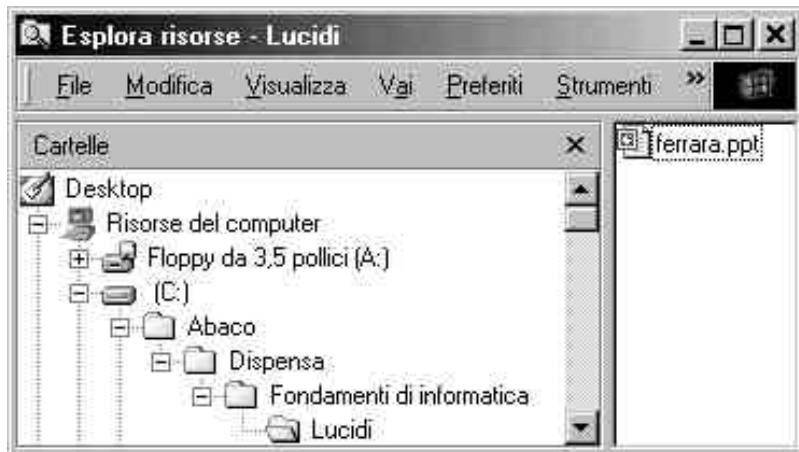 Esplora risorse - Lucidi
File Modifica Visualizza Vai Preferiti Strumenti »
Cartelle
ferrara.ppt
Desktop
Risorse del computer
Floppy da 3,5 pollici (A:)
(C:)
Abaco
Dispensa
Fondamenti di informatica
Lucidi